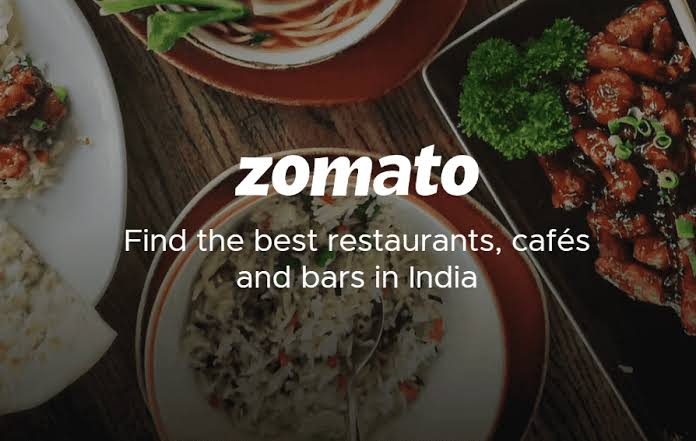 zomato
Find the best restaurants, cafés
and bars in India